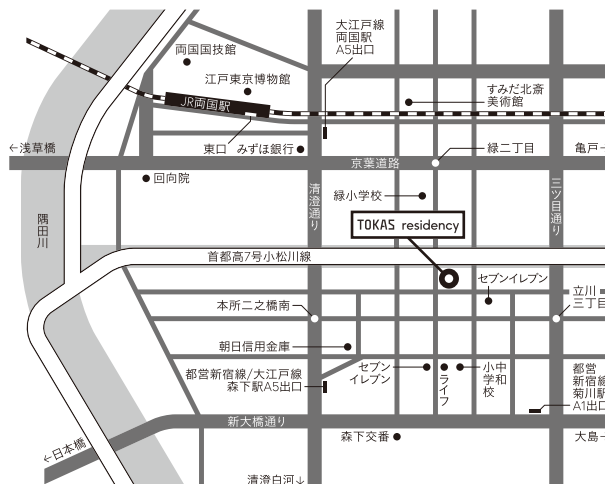 大江戸線
両国駅
A5出口
両国国技館
江戸東京博物館
すみだ北斎
美術館
JR両国駅
←浅草橋
東口
みずほ銀行
京葉道路
緑二丁目
亀戸→
回向院
清澄通り
緑小学校
三ツ目通り
隅田川
TOKAS residency
首都高7号小松川線
セブンイレブン
立川
三丁目
本所二之橋南
朝日信用金庫
都営新宿線/大江戸線
森下駅A5出口
セブン
イレブン
ライフ
小中
学和
校
都営
新宿線
菊川駅
A1出口
新大橋通り
←日本橋
森下交番
大島→
清澄白河↓